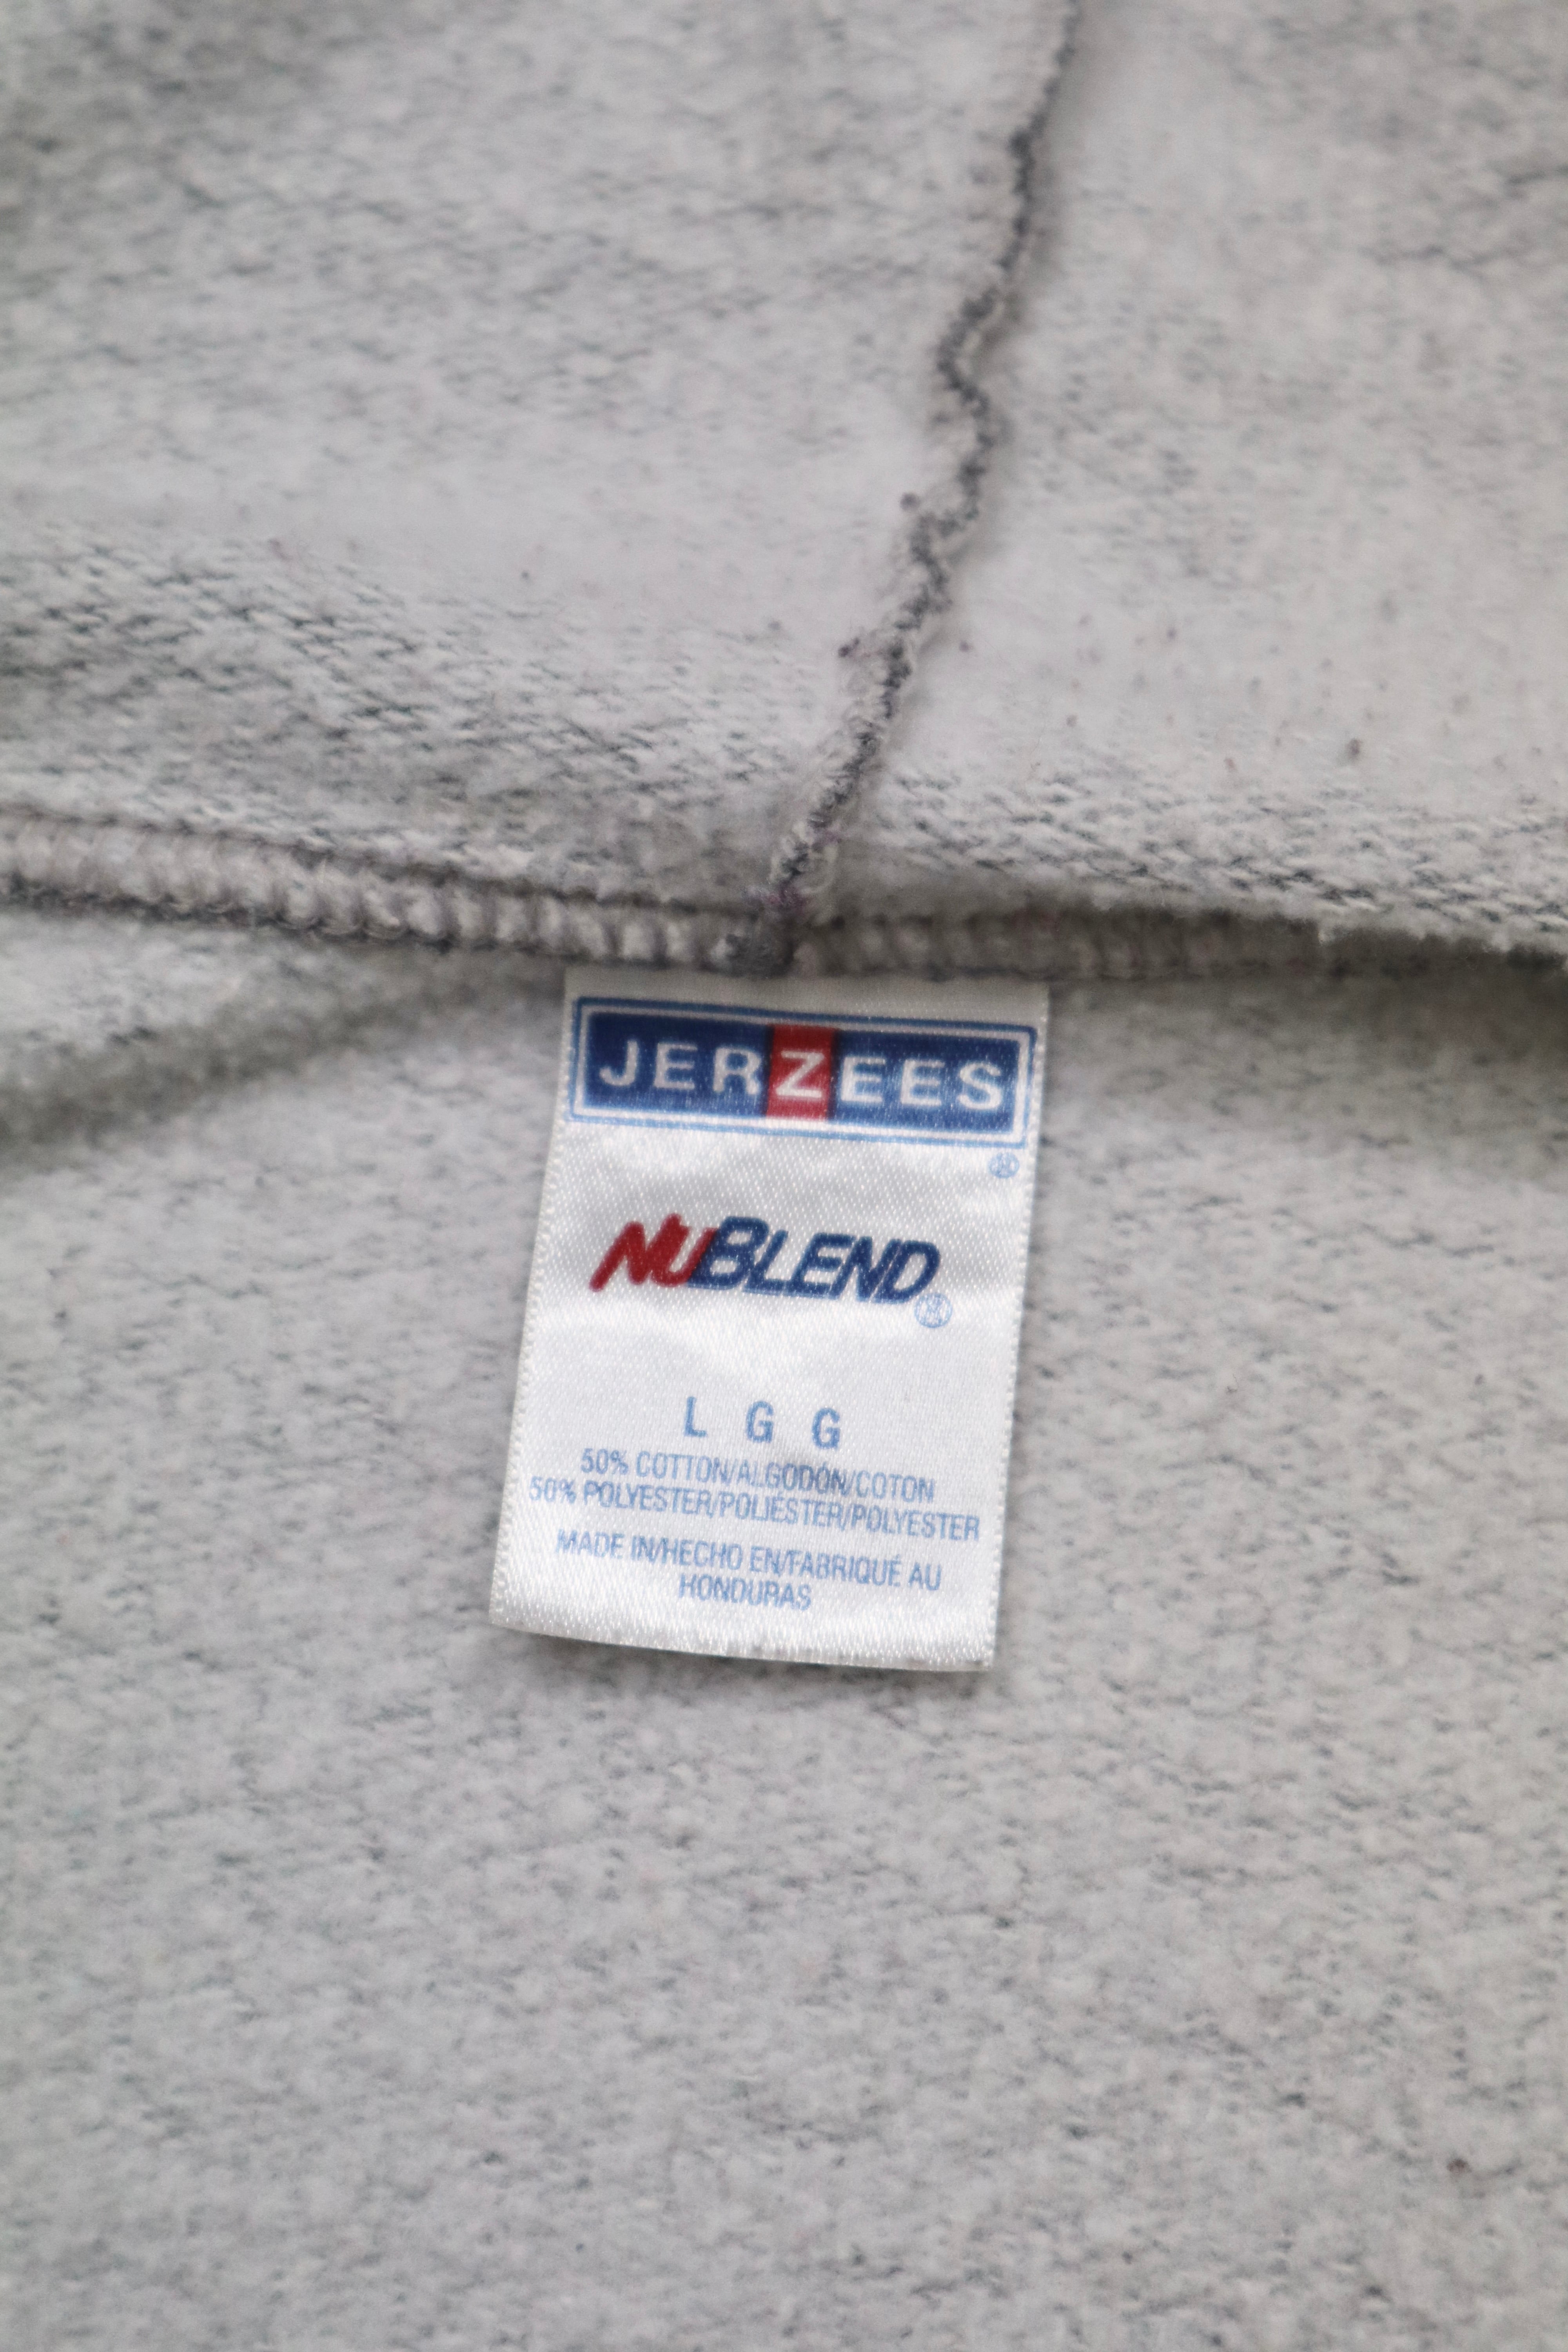 JERZEES
®
NUBLEND®
L G G
50% COTTON/ALGODÓN/COTON
50% POLYESTER/POLIÉSTER/POLYESTER
MADE IN/HECHO EN/FABRIQUÉ AU
HONDURAS